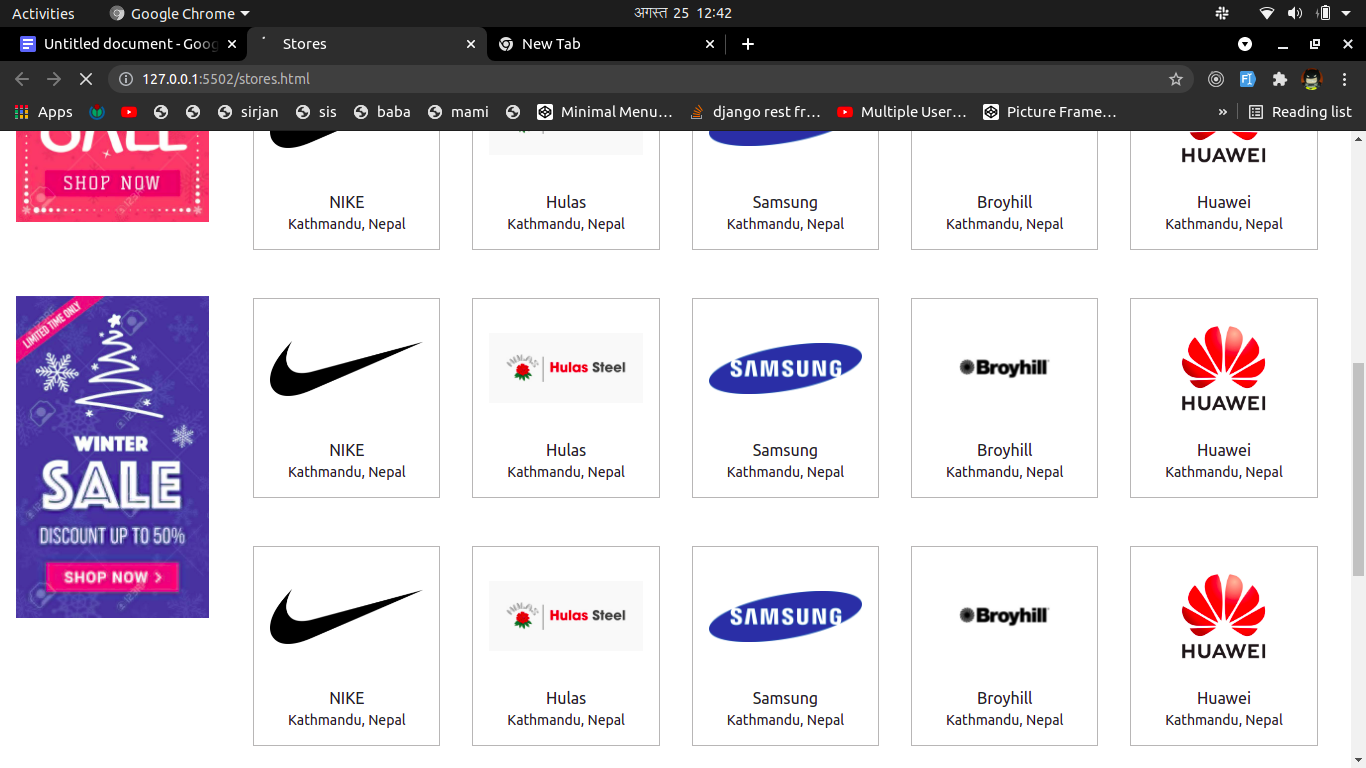 Activities Google Chrome अगस्त 25 12:42
Untitled document - Goog Stores New Tab
127.0.0.1:5502/stores.html
Apps sirjan sis baba mami Minimal Menu… django rest fr… Multiple User… Picture Frame… » Reading list
SALE
SHOP NOW
HUAWEI
NIKE Hulas Samsung Broyhill Huawei
Kathmandu, Nepal Kathmandu, Nepal Kathmandu, Nepal Kathmandu, Nepal Kathmandu, Nepal
LIMITED TIME ONLY
WINTER
SALE
DISCOUNT UP TO 50%
SHOP NOW >
Hulas Steel SAMSUNG Broyhill HUAWEI
NIKE Hulas Samsung Broyhill Huawei
Kathmandu, Nepal Kathmandu, Nepal Kathmandu, Nepal Kathmandu, Nepal Kathmandu, Nepal
Hulas Steel SAMSUNG Broyhill HUAWEI
NIKE Hulas Samsung Broyhill Huawei
Kathmandu, Nepal Kathmandu, Nepal Kathmandu, Nepal Kathmandu, Nepal Kathmandu, Nepal